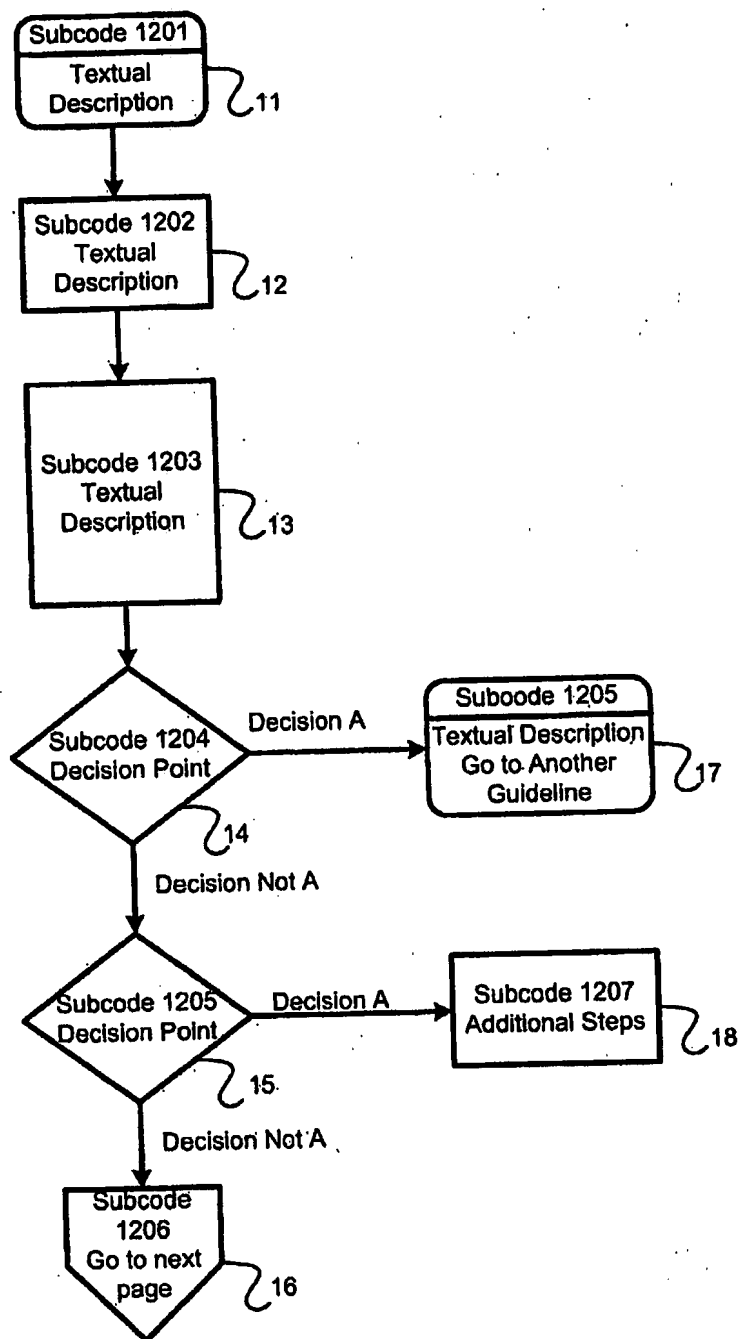 Subcode 1201
Textual
Description
11
Subcode 1202
Textual
Description
12
Subcode 1203
Textual
Description
13
Subcode 1204
Decision Point
14
Decision A
Suboode 1205
Textual Description
Go to Another
Guideline
17
Decision Not A
Subcode 1205
Decision Point
15
Decision A
Subcode 1207
Additional Steps
18
Decision Not A
Subcode
1206
Go to next
page
16